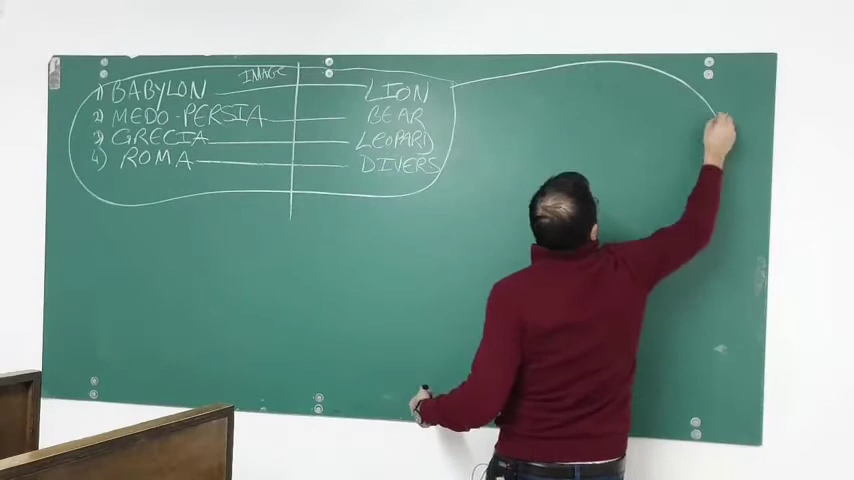 IMAGE
1) BABYLON LION
2) MEDO-PERSIA BEAR
3) GRECIA LEOPARD
4) ROMA DIVERS